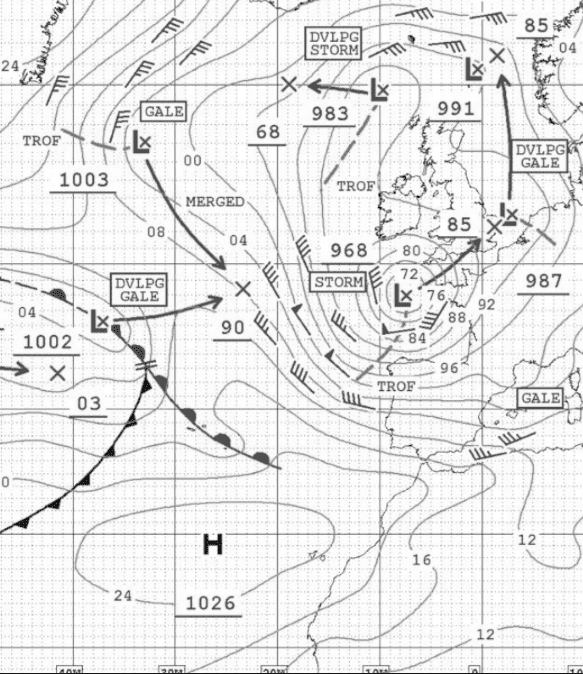 85
DVLPG
STORM
L
L
24
04
983
991
GALE
68
TROF
L
DVLPG
GALE
00
1003
TROF
MERGED
L
85
08
04
968
80
DVLPG
GALE
STORM
72
987
L
76
92
04
L
88
1002
90
84
96
TROF
03
GALE
0
H
12
16
24
1026
12
40W
30W
20W
10W
0
10